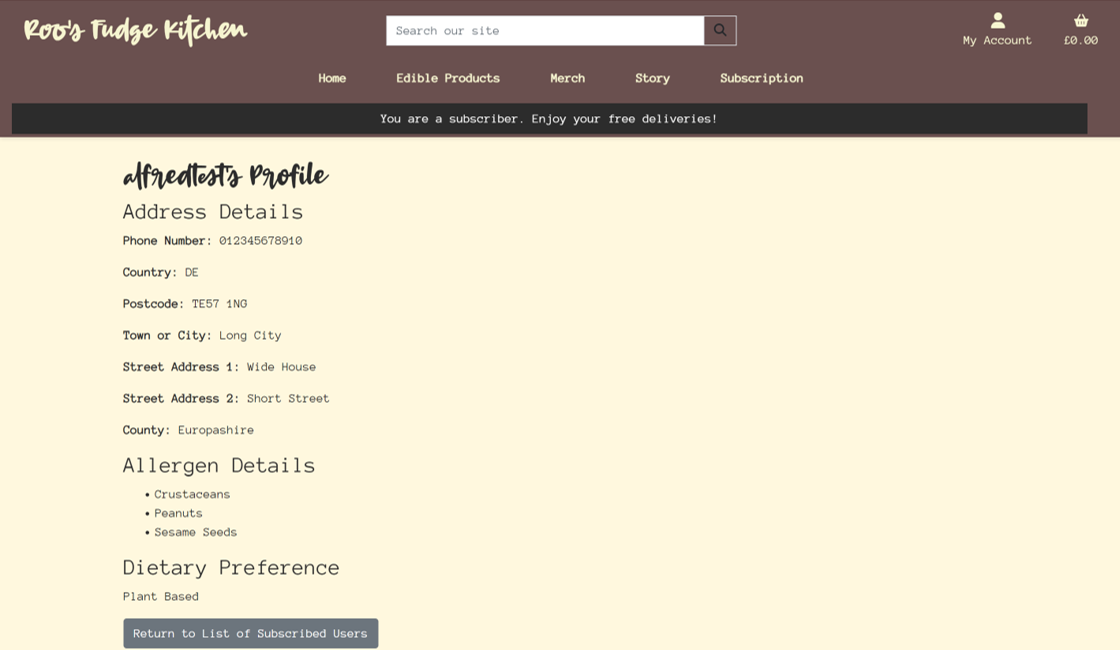 Roo's Fudge Kitchen
Search our site
My Account
£0.00
Home Edible Products Merch Story Subscription
You are a subscriber. Enjoy your free deliveries!
alfredtest's Profile
Address Details
Phone Number: 012345678910
Country: DE
Postcode: TE57 1NG
Town or City: Long City
Street Address 1: Wide House
Street Address 2: Short Street
County: Europashire
Allergen Details
• Crustaceans
• Peanuts
• Sesame Seeds
Dietary Preference
Plant Based
Return to List of Subscribed Users